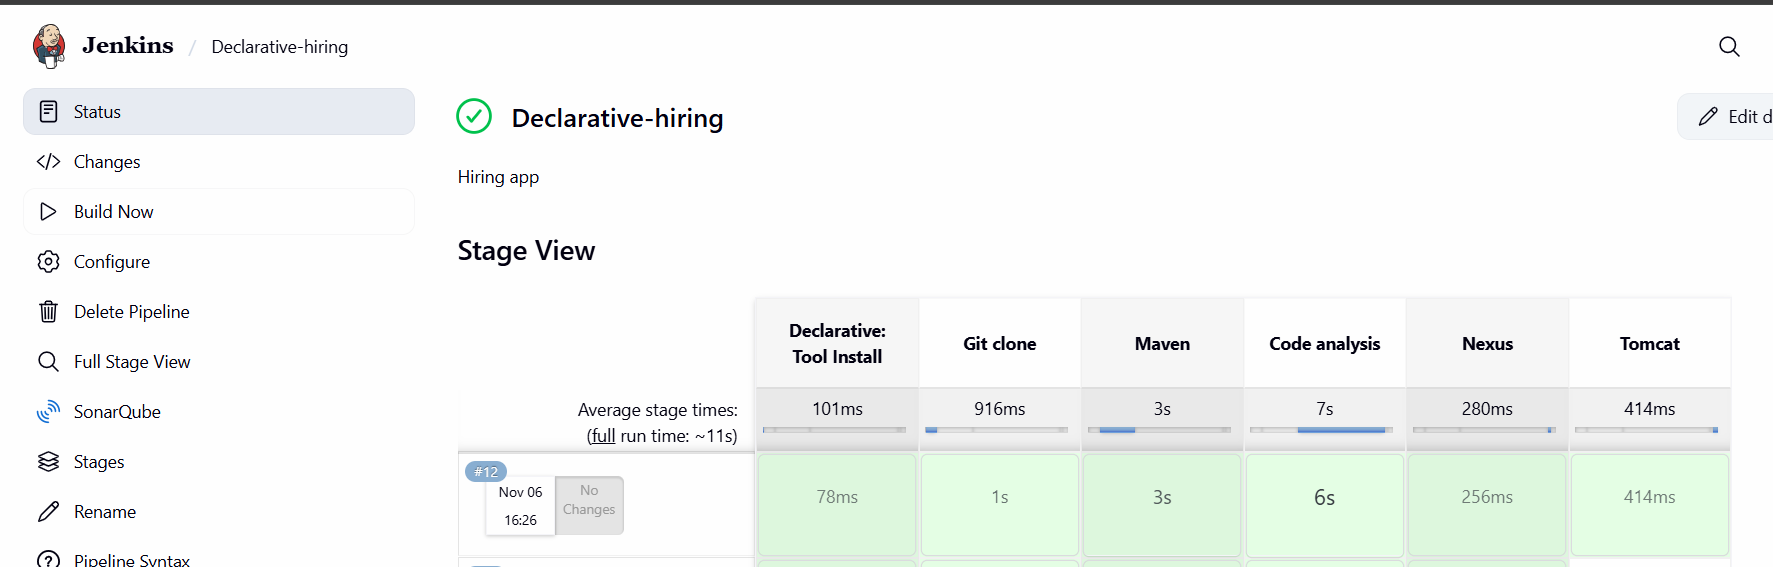 Jenkins / Declarative-hiring
Status
Changes
Build Now
Configure
Delete Pipeline
Full Stage View
SonarQube
Stages
Rename
Pipeline Syntax
Declarative-hiring
Edit d
Hiring app
Stage View
Declarative:
Tool Install
Git clone
Maven
Code analysis
Nexus
Tomcat
Average stage times:
(full run time: ~11s)
101ms
916ms
3s
7s
280ms
414ms
#12
Nov 06
16:26
No
Changes
78ms
1s
3s
6s
256ms
414ms